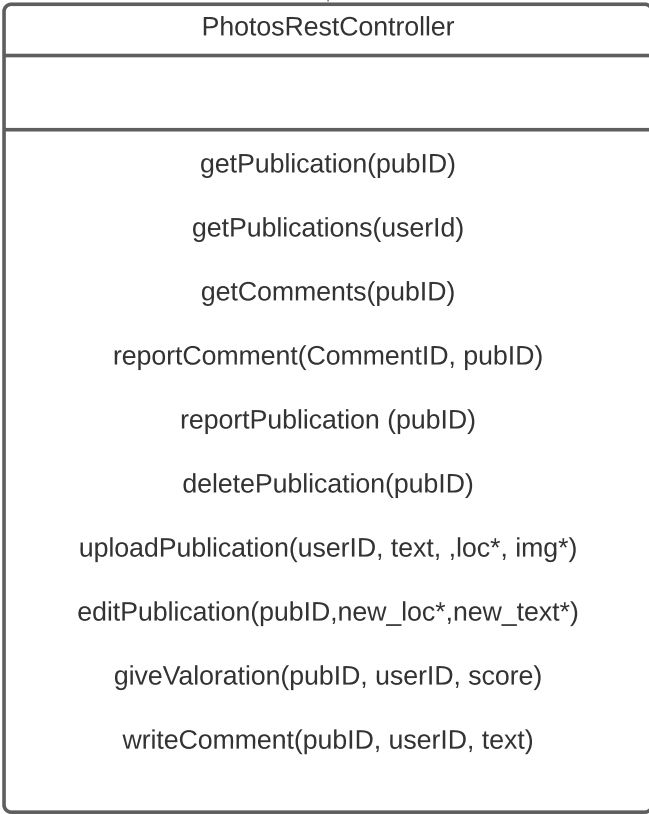 PhotosRestController
getPublication(pubID)
getPublications(userId)
getComments(pubID)
reportComment(CommentID, pubID)
reportPublication (pubID)
deletePublication(pubID)
uploadPublication(userID, text, ,loc*, img*)
editPublication(pubID,new_loc*,new_text*)
giveValoration(pubID, userID, score)
writeComment(pubID, userID, text)